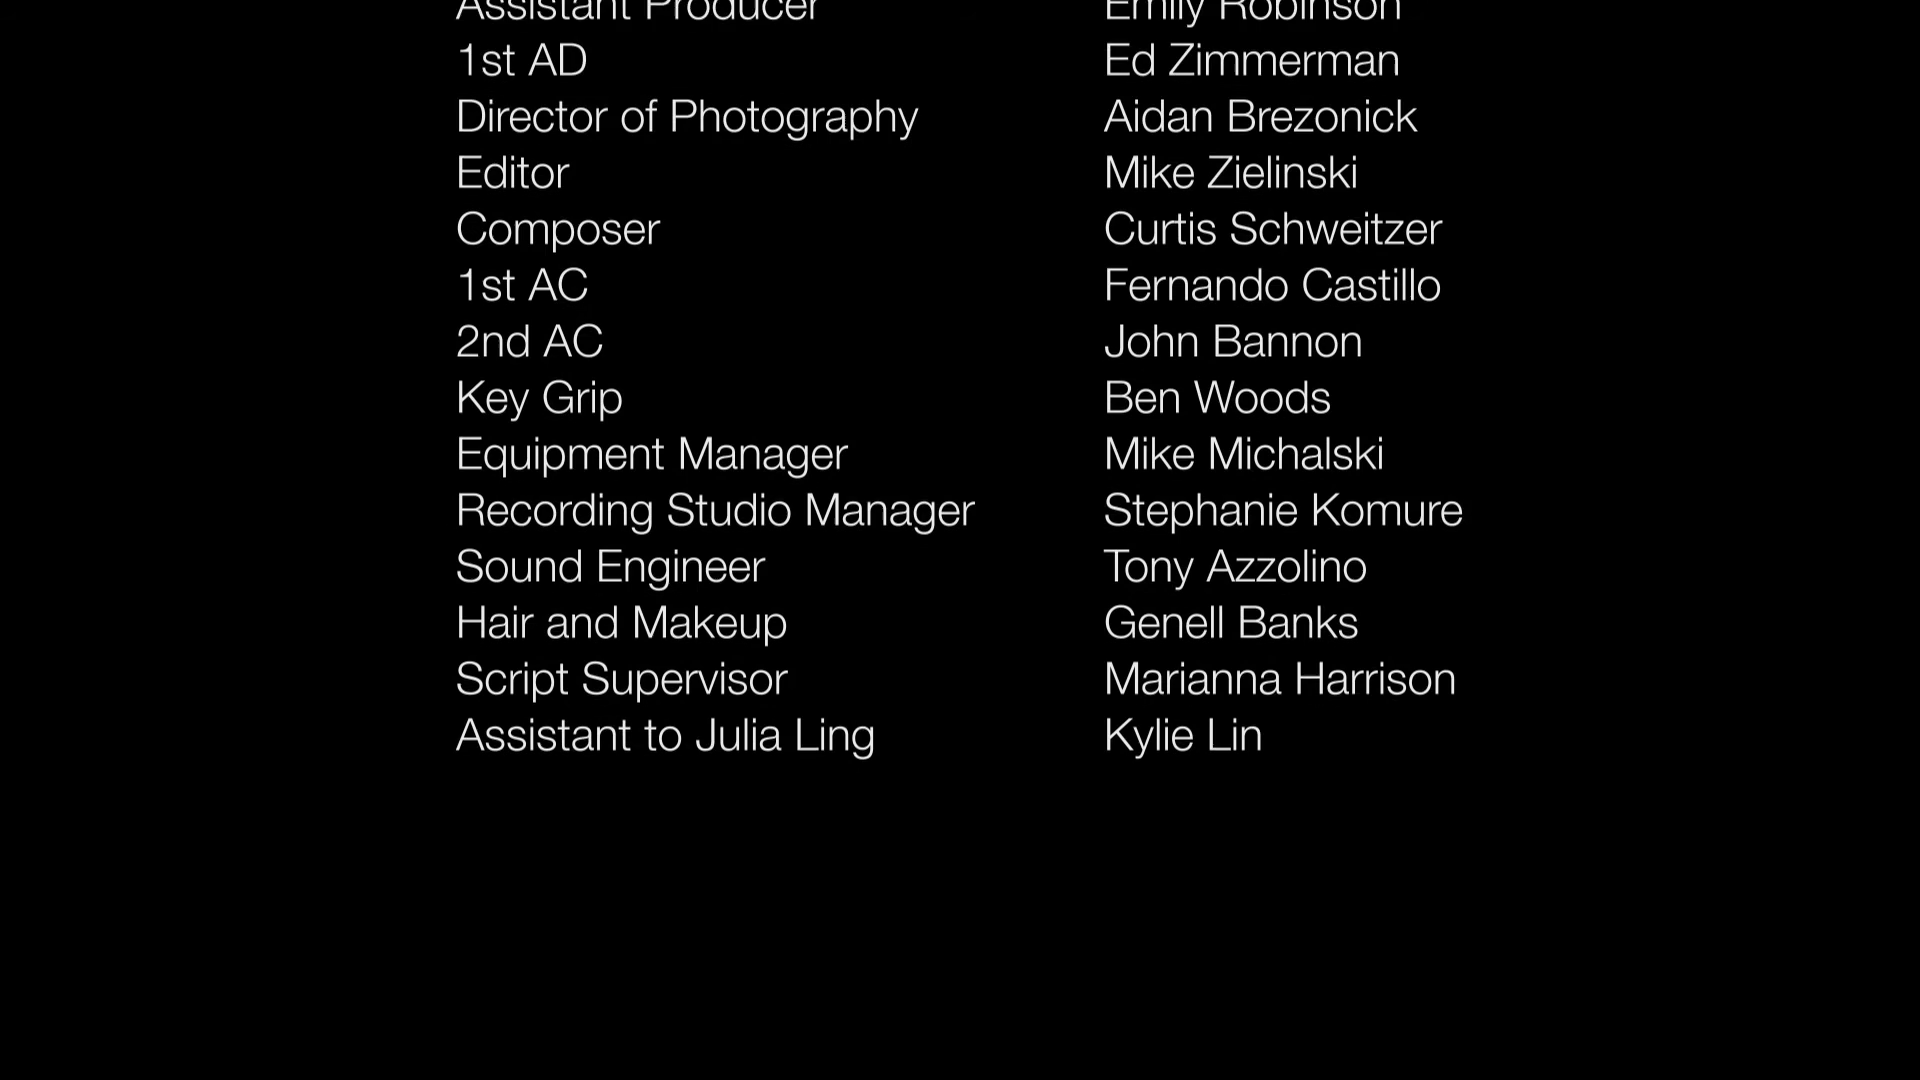 Assistant Producer Emily Robinson
1st AD Ed Zimmerman
Director of Photography Aidan Brezonick
Editor Mike Zielinski
Composer Curtis Schweitzer
1st AC Fernando Castillo
2nd AC John Bannon
Key Grip Ben Woods
Equipment Manager Mike Michalski
Recording Studio Manager Stephanie Komure
Sound Engineer Tony Azzolino
Hair and Makeup Genell Banks
Script Supervisor Marianna Harrison
Assistant to Julia Ling Kylie Lin